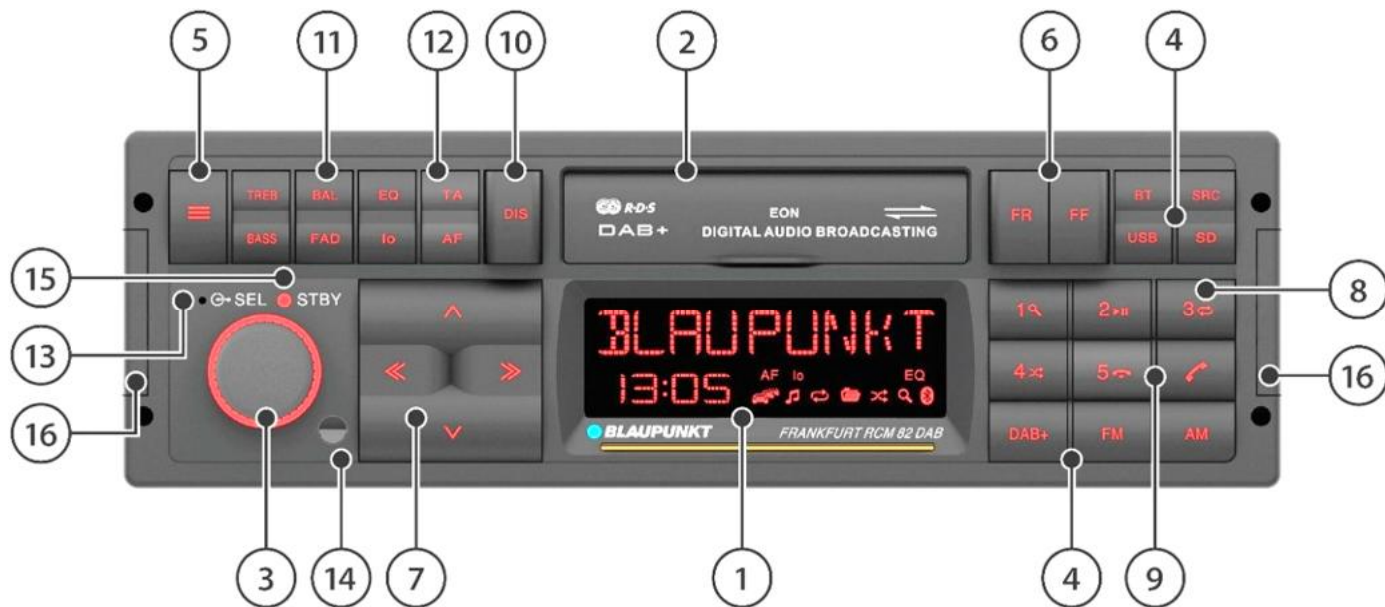 5 11 12 10 2 6 4
TREB BAL EQ TA
DIS
BASS FAD lo AF
R·D·S
DAB+
EON
DIGITAL AUDIO BROADCASTING
FR FF
BT SRC
USB SD
15
SEL STBY
13
16
BLAUPUNKT
AF lo EQ
13:05
BLAUPUNKT FRANKFURT RCM 82 DAB
1 2 3
4 5
DAB+ FM AM
8
16
3 14 7 1 4 9